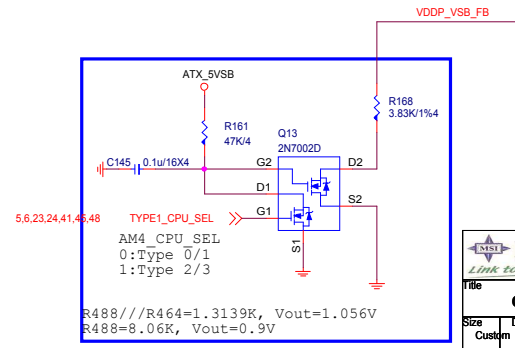 VDDP_VSB_FB
ATX_5VSB
R161
47K/4
R168
3.83K/1%4
Q13
2N7002D
C145
0.1u/16X4
G2
D2
D1
S2
G1
S1
5,6,23,24,41,45,48
TYPE1_CPU_SEL
AM4_CPU_SEL
0:Type 0/1
1:Type 2/3
R488///R464=1.3139K, Vout=1.056V
R488=8.06K, Vout=0.9V
MSI
Link to
Title
Size
Custom